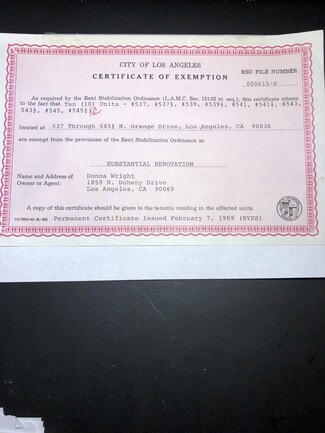 CITY OF LOS ANGELES
CERTIFICATE OF EXEMPTION
RSO FILE NUMBER
000615-S
As required by the Rent Stabilization Ordinance (L.A.M.C. Sec. 151.02 et. seq.), this certificate attests
to the fact that Ten (10) Units - #537, #537½, #539, #539½, #541, #541½, #543,
543½, #545, #545½
located at 537 Through 545½ N. Orange Drive, Los Angeles, CA 90036
are exempt from the provisions of the Rent Stabilization Ordinance as
SUBSTANTIAL RENOVATION
Name and Address of Donna Wright
Owner or Agent: 1859 N. Doheny Drive
Los Angeles, CA 90069
A copy of this certificate should be given to the tenants residing in the affected units.
Permanent Certificate Issued February 7, 1989 (BYES)